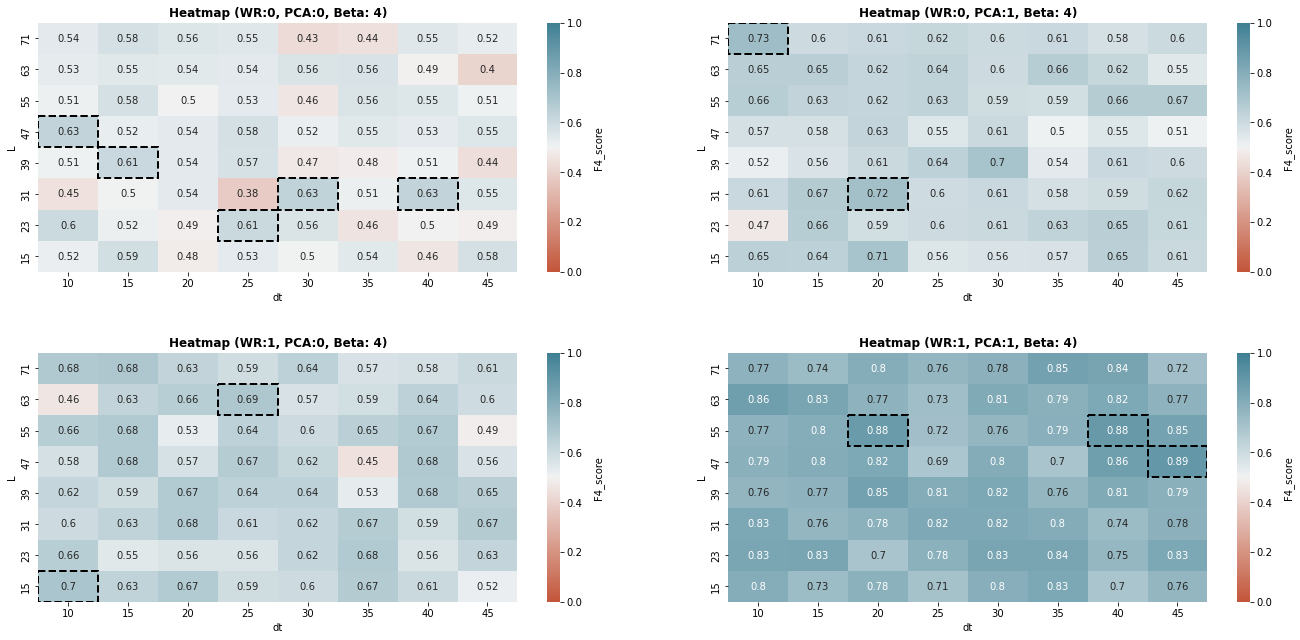 Heatmap (WR:0, PCA:0, Beta: 4)
71 0.54 0.58 0.56 0.55 0.43 0.44 0.55 0.52
63 0.53 0.55 0.54 0.54 0.56 0.56 0.49 0.4
55 0.51 0.58 0.5 0.53 0.46 0.56 0.55 0.51
47 0.63 0.52 0.54 0.58 0.52 0.55 0.53 0.55
39 0.51 0.61 0.54 0.57 0.47 0.48 0.51 0.44
31 0.45 0.5 0.54 0.38 0.63 0.51 0.63 0.55
23 0.6 0.52 0.49 0.61 0.56 0.46 0.5 0.49
15 0.52 0.59 0.48 0.53 0.5 0.54 0.46 0.58
10 15 20 25 30 35 40 45
dt
L
1.0
0.8
0.6
0.4
0.2
0.0
F4_score
Heatmap (WR:0, PCA:1, Beta: 4)
71 0.73 0.6 0.61 0.62 0.6 0.61 0.58 0.6
63 0.65 0.65 0.62 0.64 0.6 0.66 0.62 0.55
55 0.66 0.63 0.62 0.63 0.59 0.59 0.66 0.67
47 0.57 0.58 0.63 0.55 0.61 0.5 0.55 0.51
39 0.52 0.56 0.61 0.64 0.7 0.54 0.61 0.6
31 0.61 0.67 0.72 0.6 0.61 0.58 0.59 0.62
23 0.47 0.66 0.59 0.6 0.61 0.63 0.65 0.61
15 0.65 0.64 0.71 0.56 0.56 0.57 0.65 0.61
10 15 20 25 30 35 40 45
dt
L
1.0
0.8
0.6
0.4
0.2
0.0
F4_score
Heatmap (WR:1, PCA:0, Beta: 4)
71 0.68 0.68 0.63 0.59 0.64 0.57 0.58 0.61
63 0.46 0.63 0.66 0.69 0.57 0.59 0.64 0.6
55 0.66 0.68 0.53 0.64 0.6 0.65 0.67 0.49
47 0.58 0.68 0.57 0.67 0.62 0.45 0.68 0.56
39 0.62 0.59 0.67 0.64 0.64 0.53 0.68 0.65
31 0.6 0.63 0.68 0.61 0.62 0.67 0.59 0.67
23 0.66 0.55 0.56 0.56 0.62 0.68 0.56 0.63
15 0.7 0.63 0.67 0.59 0.6 0.67 0.61 0.52
10 15 20 25 30 35 40 45
dt
L
1.0
0.8
0.6
0.4
0.2
0.0
F4_score
Heatmap (WR:1, PCA:1, Beta: 4)
71 0.77 0.74 0.8 0.76 0.78 0.85 0.84 0.72
63 0.86 0.83 0.77 0.73 0.81 0.79 0.82 0.77
55 0.77 0.8 0.88 0.72 0.76 0.79 0.88 0.85
47 0.79 0.8 0.82 0.69 0.8 0.7 0.86 0.89
39 0.76 0.77 0.85 0.81 0.82 0.76 0.81 0.79
31 0.83 0.76 0.78 0.82 0.82 0.8 0.74 0.78
23 0.83 0.83 0.7 0.78 0.83 0.84 0.75 0.83
15 0.8 0.73 0.78 0.71 0.8 0.83 0.7 0.76
10 15 20 25 30 35 40 45
dt
L
1.0
0.8
0.6
0.4
0.2
0.0
F4_score